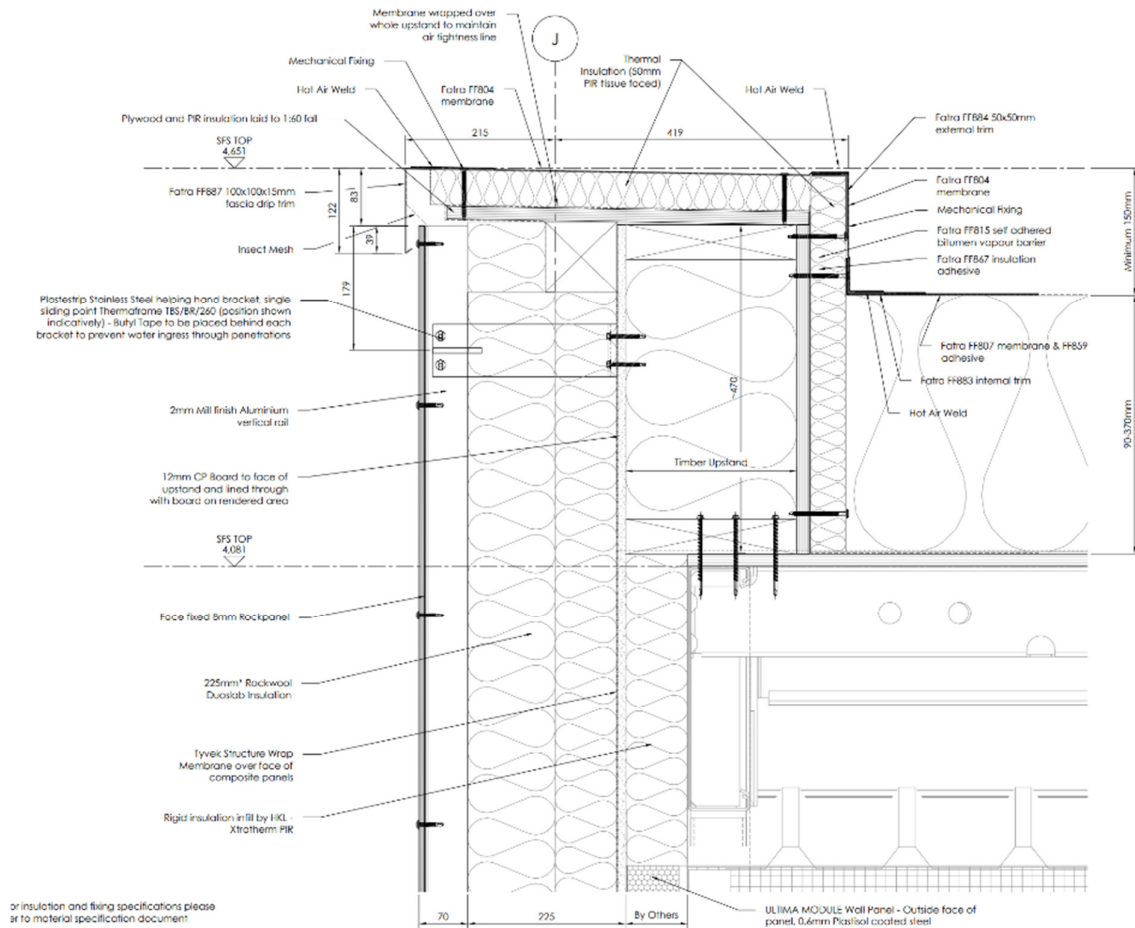 Membrane wrapped over
whole upstand to maintain
air tightness line
J
Mechanical Fixing
Thermal
Insulation (50mm
PIR tissue faced)
Hot Air Weld
Fatra FF804
membrane
Hot Air Weld
Plywood and PIR insulation laid to 1:60 fall
Fatra FF884 50x50mm
external trim
215
419
SFS TOP
4,651
Fatra FF887 100x100x15mm
fascia drip trim
122
83
39
179
Insect Mesh
Fatra FF804
membrane
Mechanical Fixing
Fatra FF815 self adhered
bitumen vapour barrier
Fatra FF867 insulation
adhesive
Minimum 150mm
Plastestrip Stainless Steel helping hand bracket, single
sliding point Thermaframe TBS/BR/260 (position shown
indicatively) - Butyl Tape to be placed behind each
bracket to prevent water ingress through penetrations
Fatra FF807 membrane & FF859
adhesive
Fatra FF883 internal trim
Hot Air Weld
2mm Mill finish Aluminium
vertical rail
~470
90-370mm
12mm CP Board to face of
upstand and lined through
with board on rendered area
Timber Upstand
SFS TOP
4,081
Face fixed 8mm Rockpanel
225mm* Rockwool
Duoslab Insulation
Tyvek Structure Wrap
Membrane over face of
composite panels
Rigid insulation infill by HKL -
Xtratherm PIR
or insulation and fixing specifications please
er to material specification document
70
225
By Others
ULTIMA MODULE Wall Panel - Outside face of
panel, 0.6mm Plastisol coated steel